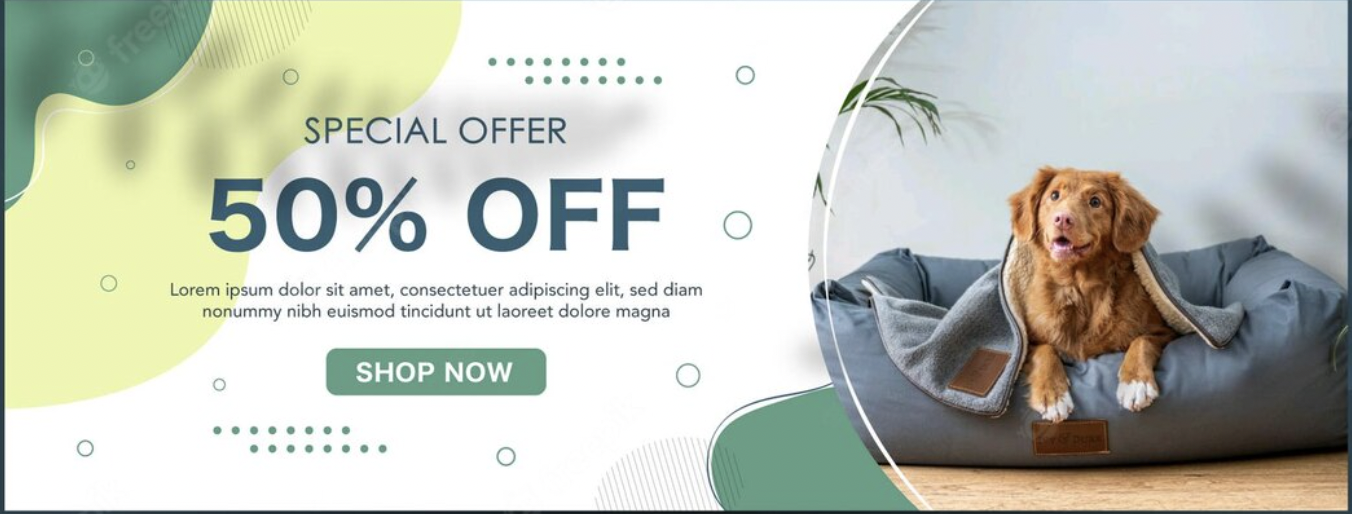 SPECIAL OFFER
50% OFF
Lorem ipsum dolor sit amet, consectetuer adipiscing elit, sed diam
nonummy nibh euismod tincidunt ut laoreet dolore magna
SHOP NOW